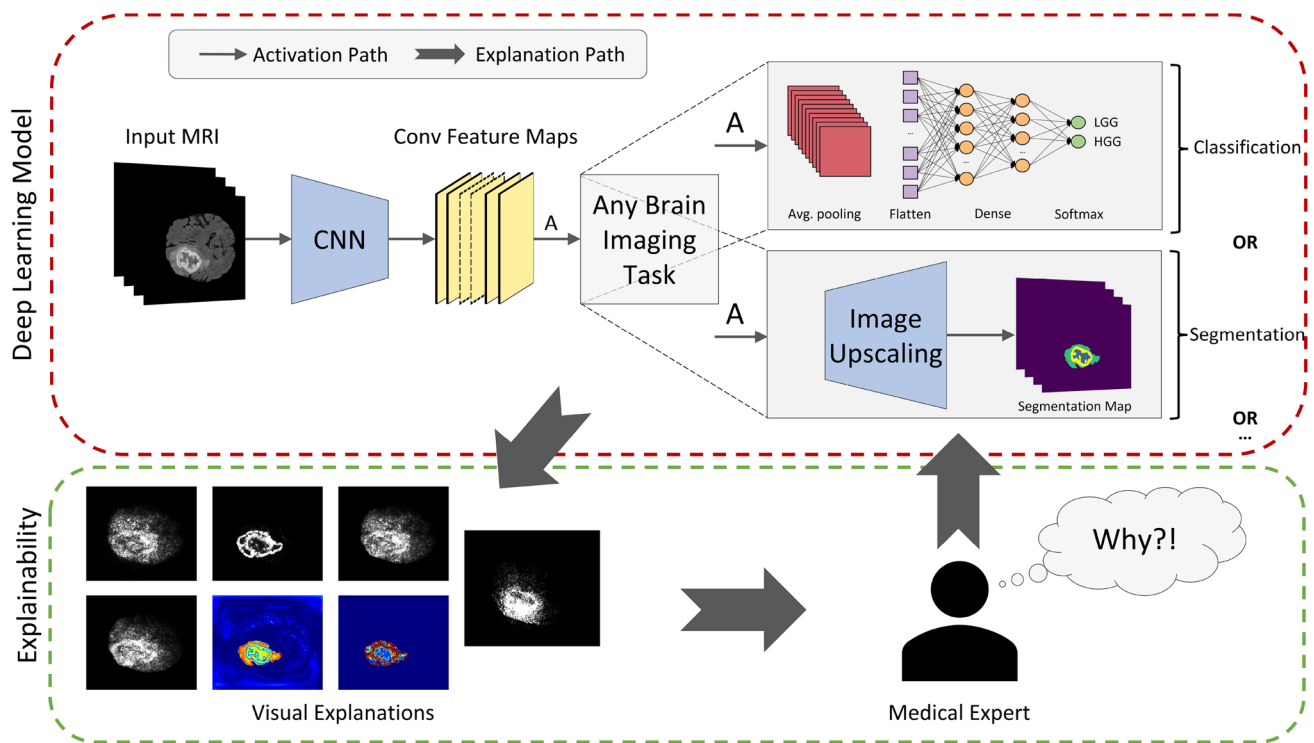 Activation Path
Explanation Path
Deep Learning Model
Input MRI
CNN
Conv Feature Maps
A
Any Brain
Imaging
Task
A
Avg. pooling
...
Flatten
...
Dense
...
Softmax
LGG
HGG
Classification
OR
A
Image
Upscaling
Segmentation Map
Segmentation
OR
...
Explainability
Visual Explanations
Medical Expert
Why?!